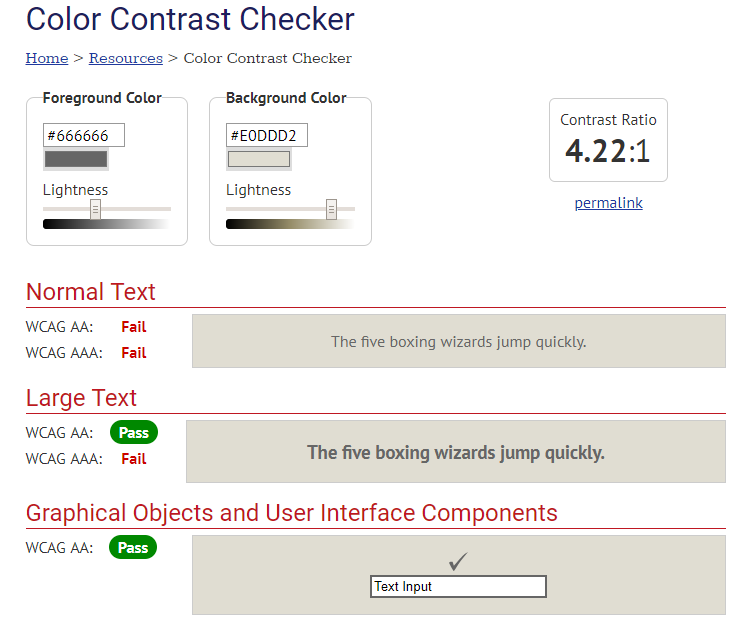 Color Contrast Checker
Home > Resources > Color Contrast Checker
Foreground Color
#666666
Lightness
Background Color
#E0DDD2
Lightness
Contrast Ratio
4.22:1
permalink
Normal Text
WCAG AA: Fail
WCAG AAA: Fail
The five boxing wizards jump quickly.
Large Text
WCAG AA: Pass
WCAG AAA: Fail
The five boxing wizards jump quickly.
Graphical Objects and User Interface Components
WCAG AA: Pass
Text Input